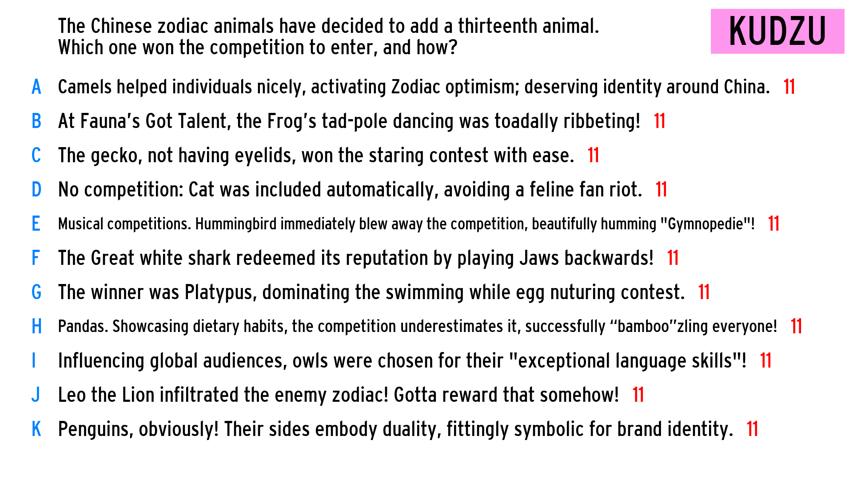 The Chinese zodiac animals have decided to add a thirteenth animal.
Which one won the competition to enter, and how?
KUDZU
A Camels helped individuals nicely, activating Zodiac optimism; deserving identity around China. 11
B At Fauna's Got Talent, the Frog's tad-pole dancing was toadally ribbeting! 11
C The gecko, not having eyelids, won the staring contest with ease. 11
D No competition: Cat was included automatically, avoiding a feline fan riot. 11
E Musical competitions. Hummingbird immediately blew away the competition, beautifully humming "Gymnopedie"! 11
F The Great white shark redeemed its reputation by playing Jaws backwards! 11
G The winner was Platypus, dominating the swimming while egg nuturing contest. 11
H Pandas. Showcasing dietary habits, the competition underestimates it, successfully “bamboo”zling everyone! 11
I Influencing global audiences, owls were chosen for their "exceptional language skills"! 11
J Leo the Lion infiltrated the enemy zodiac! Gotta reward that somehow! 11
K Penguins, obviously! Their sides embody duality, fittingly symbolic for brand identity. 11